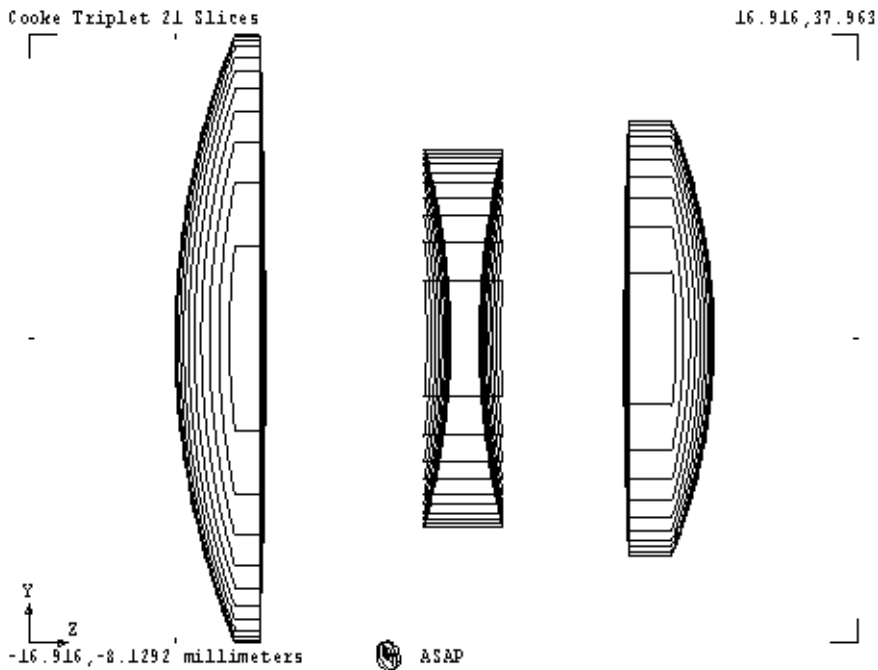 Cooke Triplet 21 Slices
16.916,37.963
Y
Z
-16.916,-8.1292 millimeters
ASAP